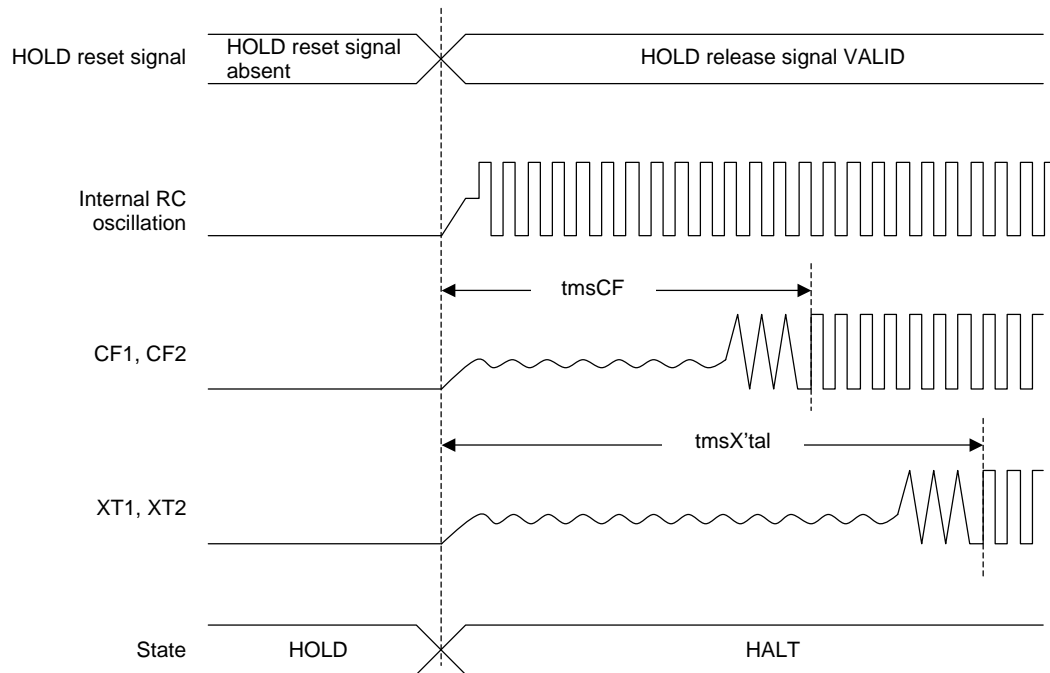 HOLD reset signal
HOLD reset signal
absent
HOLD release signal VALID
Internal RC
oscillation
tmsCF
CF1, CF2
tmsX'tal
XT1, XT2
State
HOLD
HALT